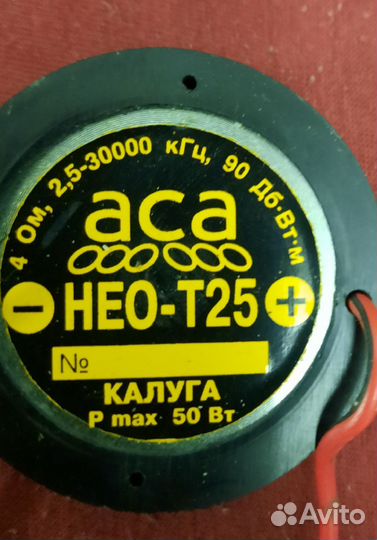 4 Ом, 2,5-30000 кГц, 90 Дб·Вт·м
аса
НЕО-Т25
− +
№
КАЛУГА
P max 50 Вт
Avito